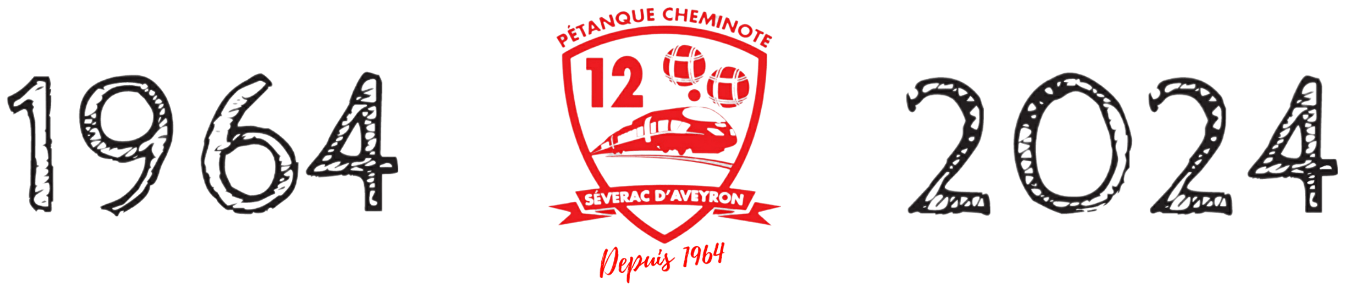 1964
PÉTANQUE CHEMINOTE
12
SÉVERAC D'AVEYRON
Depuis 1964
2024